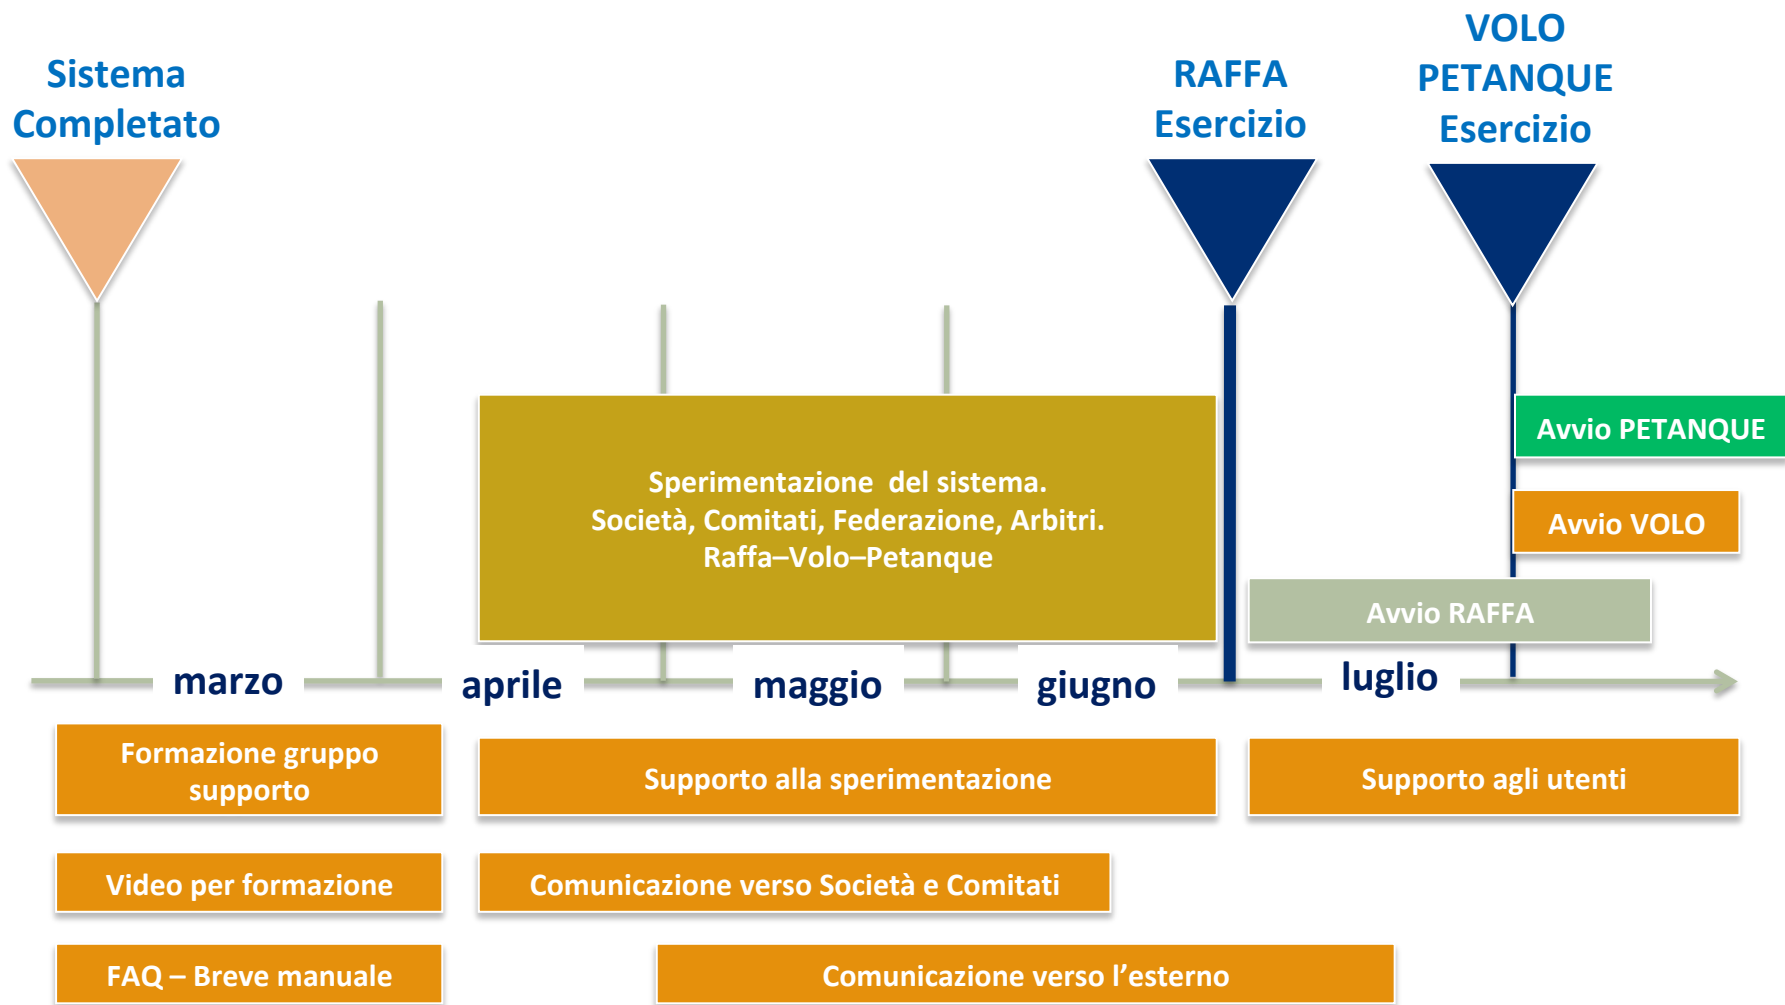 Sistema
Completato
RAFFA
Esercizio
VOLO
PETANQUE
Esercizio
Avvio PETANQUE
Sperimentazione del sistema.
Società, Comitati, Federazione, Arbitri.
Raffa–Volo–Petanque
Avvio VOLO
Avvio RAFFA
marzo
aprile
maggio
giugno
luglio
Formazione gruppo
supporto
Supporto alla sperimentazione
Supporto agli utenti
Video per formazione
Comunicazione verso Società e Comitati
FAQ – Breve manuale
Comunicazione verso l'esterno